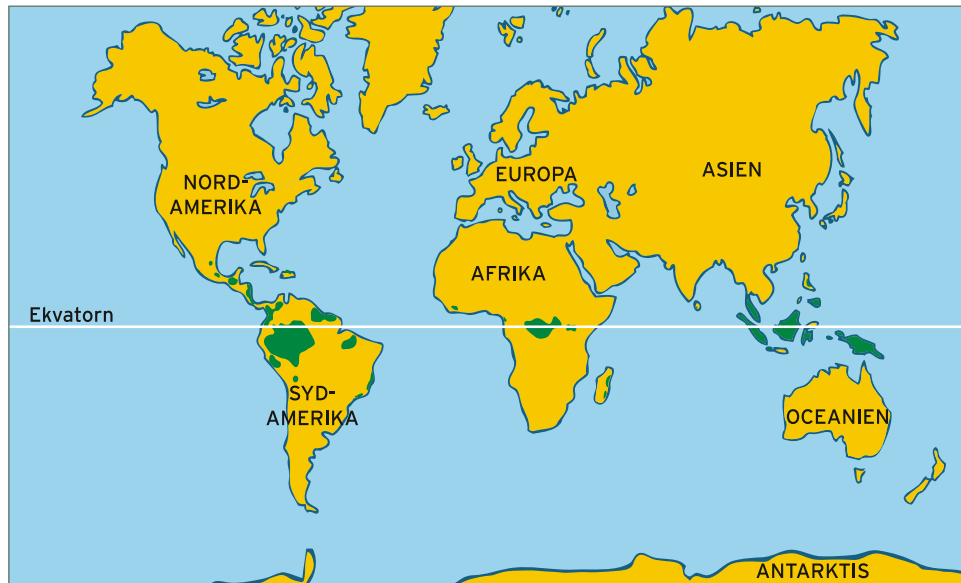 NORD-
AMERIKA
EUROPA
ASIEN
AFRIKA
Ekvatorn
SYD-
AMERIKA
OCEANIEN
ANTARKTIS